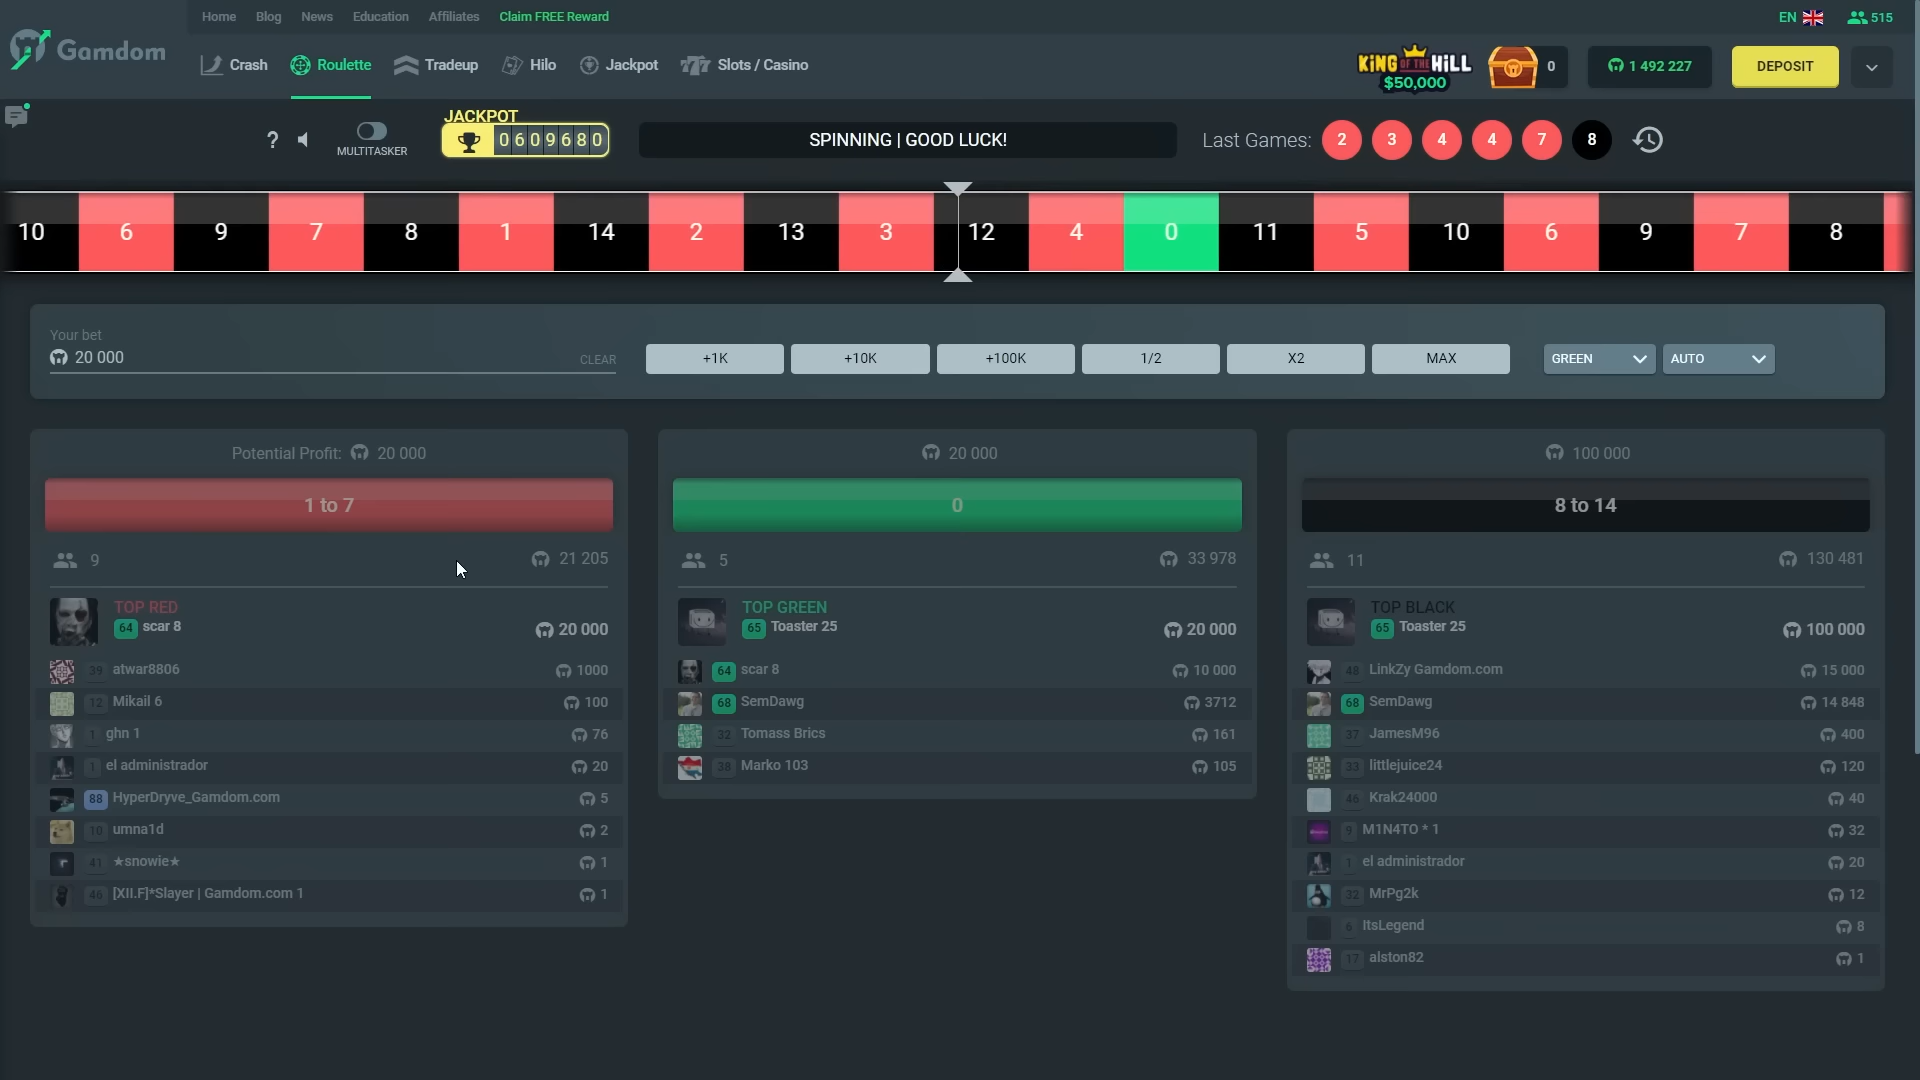 Home Blog News Education Affiliates Claim FREE Reward EN 515
Gamdom
Crash Roulette Tradeup Hilo Jackpot Slots / Casino
KING OF THE HILL
$50,000
0
1 492 227
DEPOSIT
? MULTITASKER
JACKPOT
0609680
SPINNING | GOOD LUCK!
Last Games: 2 3 4 4 7 8
10 6 9 7 8 1 14 2 13 3 12 4 0 11 5 10 6 9 7 8
Your bet
20 000
CLEAR
+1K +10K +100K 1/2 X2 MAX GREEN AUTO
Potential Profit: 20 000
1 to 7
9 21 205
TOP RED
64 scar 8 20 000
39 atwar8806 1000
12 Mikail 6 100
1 ghn 1 76
1 el administrador 20
88 HyperDryve_Gamdom.com 5
10 umna1d 2
41 ★snowie★ 1
46 [XII.F]*Slayer | Gamdom.com 1 1
20 000
0
5 33 978
TOP GREEN
65 Toaster 25 20 000
64 scar 8 10 000
68 SemDawg 3712
32 Tomass Brics 161
38 Marko 103 105
100 000
8 to 14
11 130 481
TOP BLACK
65 Toaster 25 100 000
48 LinkZy Gamdom.com 15 000
68 SemDawg 14 848
37 JamesM96 400
33 littlejuice24 120
46 Krak24000 40
9 M1N4TO * 1 32
1 el administrador 20
32 MrPg2k 12
6 ItsLegend 8
17 alston82 1